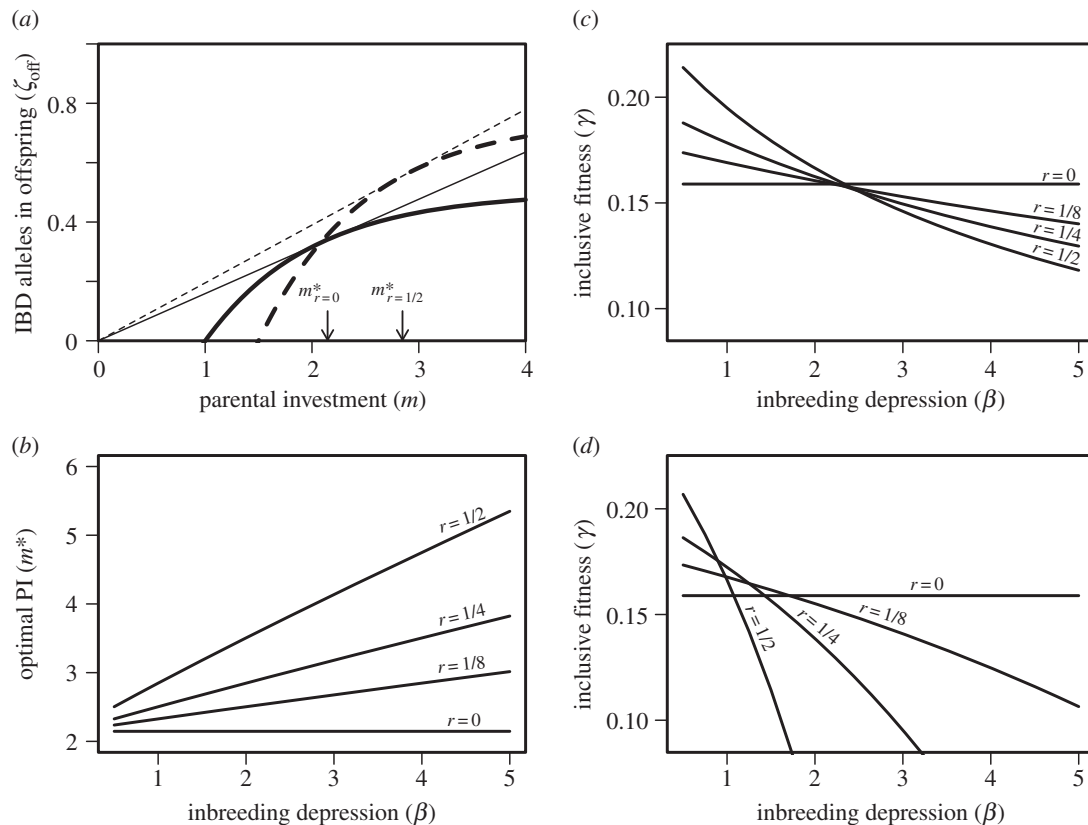 (a)
IBD alleles in offspring (ζoff)
0.8
0.4
0
m*r=0
m*r=1/2
0 1 2 3 4
parental investment (m)
(b)
optimal PI (m*)
6
5
4
3
2
r = 1/2
r = 1/4
r = 1/8
r = 0
1 2 3 4 5
inbreeding depression (β)
(c)
inclusive fitness (γ)
0.20
0.15
0.10
r = 0
r = 1/8
r = 1/4
r = 1/2
1 2 3 4 5
inbreeding depression (β)
(d)
inclusive fitness (γ)
0.20
0.15
0.10
r = 0
r = 1/8
r = 1/4
r = 1/2
1 2 3 4 5
inbreeding depression (β)